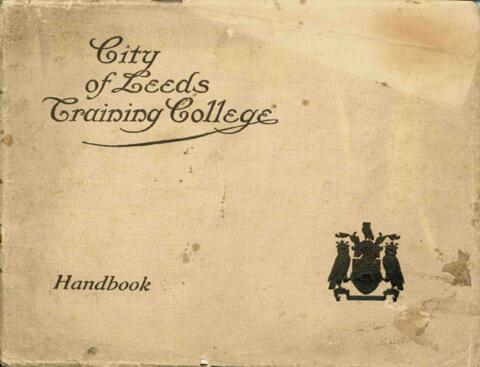 City
of Leeds
Training College
Handbook